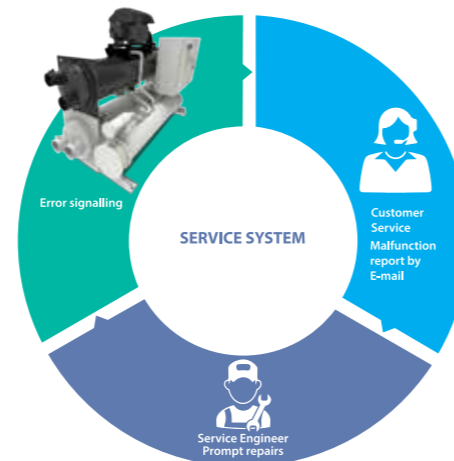 Error signalling
SERVICE SYSTEM
Customer
Service
Malfunction
report by
E-mail
Service Engineer
Prompt repairs